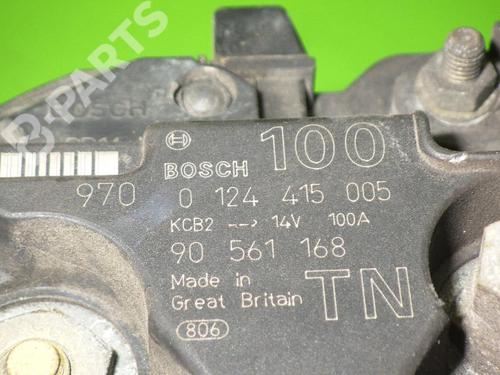 B-PARTS
BOSCH
BOSCH 100
970 0 124 415 005
KCB2 --> 14V 100A
90 561 168
Made in
Great Britain TN
806